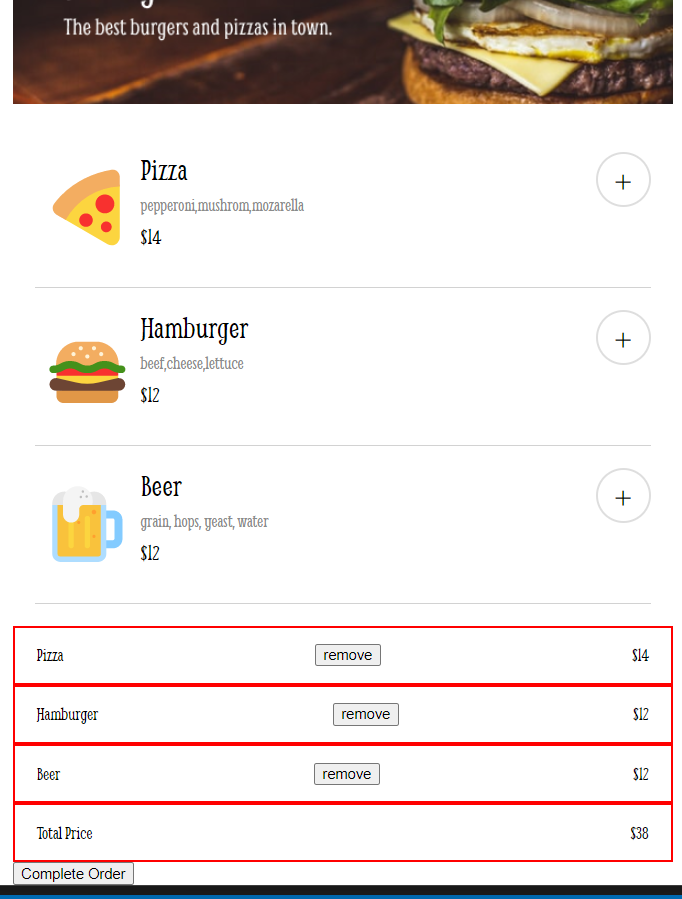 The best burgers and pizzas in town.
Pizza
pepperoni,mushrom,mozarella
$14
+
Hamburger
beef,cheese,lettuce
$12
+
Beer
grain, hops, yeast, water
$12
+
Pizza remove $14
Hamburger remove $12
Beer remove $12
Total Price $38
Complete Order